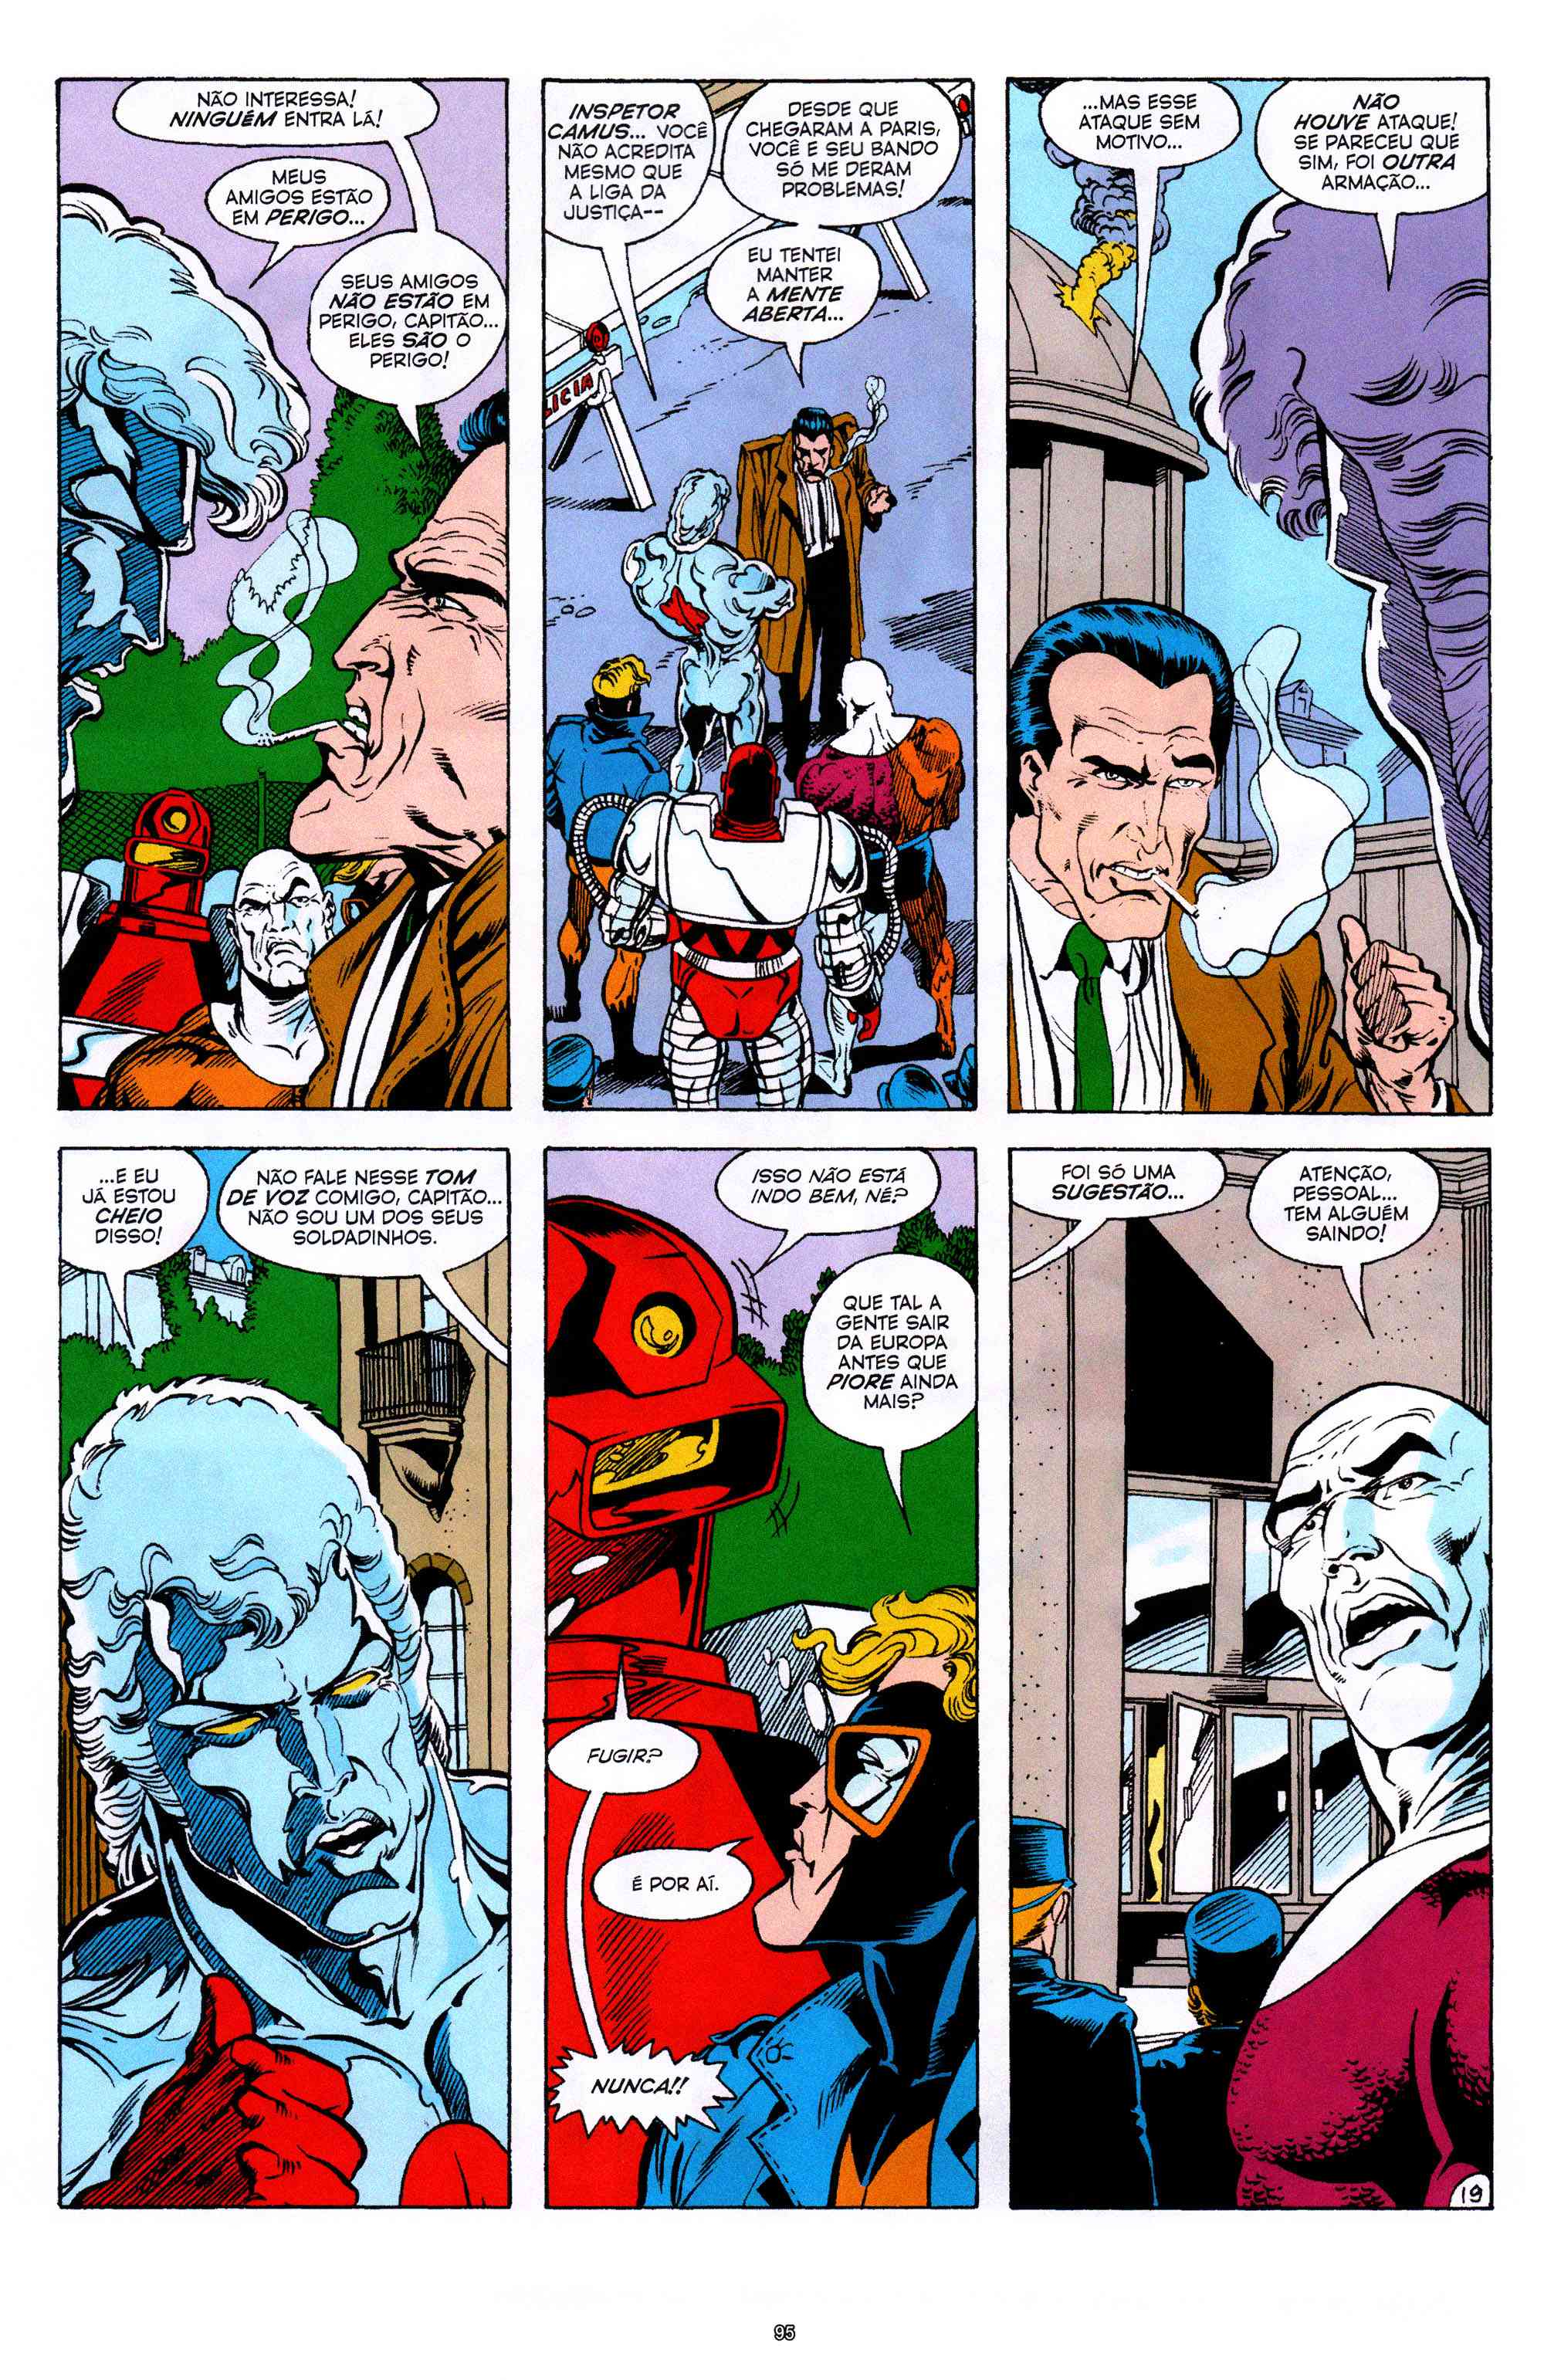 NÃO INTERESSA!
NINGUÉM ENTRA LÁ!
MEUS
AMIGOS ESTÃO
EM PERIGO...
SEUS AMIGOS
NÃO ESTÃO EM
PERIGO, CAPITÃO...
ELES SÃO O
PERIGO!
INSPETOR
CAMUS... VOCÊ
NÃO ACREDITA
MESMO QUE
A LIGA DA
JUSTIÇA--
DESDE QUE
CHEGARAM A PARIS,
VOCÊ E SEU BANDO
SÓ ME DERAM
PROBLEMAS!
EU TENTEI
MANTER
A MENTE
ABERTA...
LICIA
...MAS ESSE
ATAQUE SEM
MOTIVO...
NÃO
HOUVE ATAQUE!
SE PARECEU QUE
SIM, FOI OUTRA
ARMAÇÃO...
...E EU
JÁ ESTOU
CHEIO
DISSO!
NÃO FALE NESSE TOM
DE VOZ COMIGO, CAPITÃO...
NÃO SOU UM DOS SEUS
SOLDADINHOS.
ISSO NÃO ESTÁ
INDO BEM, NÉ?
QUE TAL A
GENTE SAIR
DA EUROPA
ANTES QUE
PIORE AINDA
MAIS?
FUGIR?
É POR AÍ.
NUNCA!!
FOI SÓ UMA
SUGESTÃO...
ATENÇÃO,
PESSOAL...
TEM ALGUÉM
SAINDO!
19
95